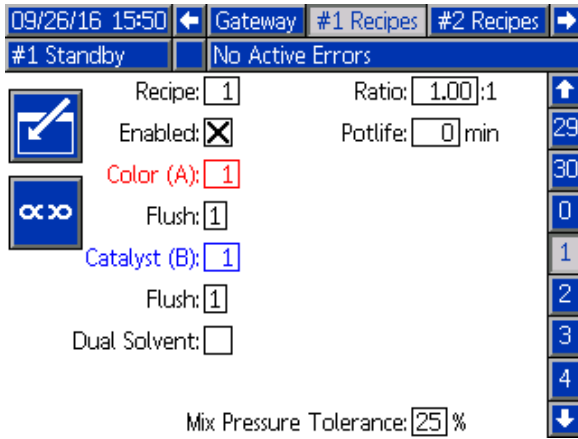 09/26/16 15:50 Gateway #1 Recipes #2 Recipes
#1 Standby No Active Errors
Recipe: 1 Ratio: 1.00:1
Enabled: Potlife: 0 min
29
Color (A): 1
30
Flush: 1
0
Catalyst (B): 1
1
Flush: 1
2
Dual Solvent:
3
4
Mix Pressure Tolerance: 25 %